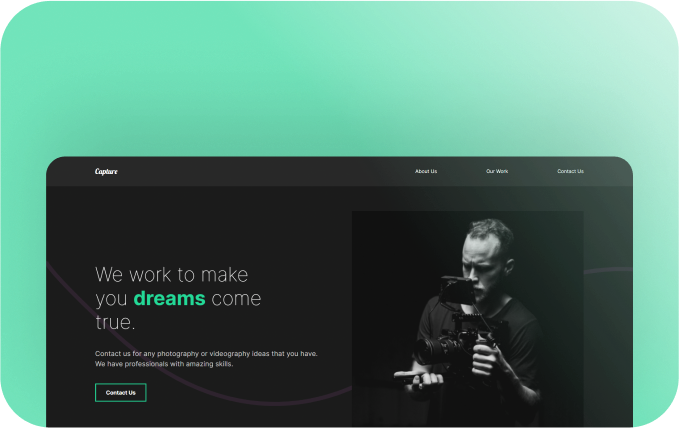 Capture
About Us
Our Work
Contact Us
We work to make
you dreams come
true.
Contact us for any photography or videography ideas that you have.
We have professionals with amazing skills.
Contact Us